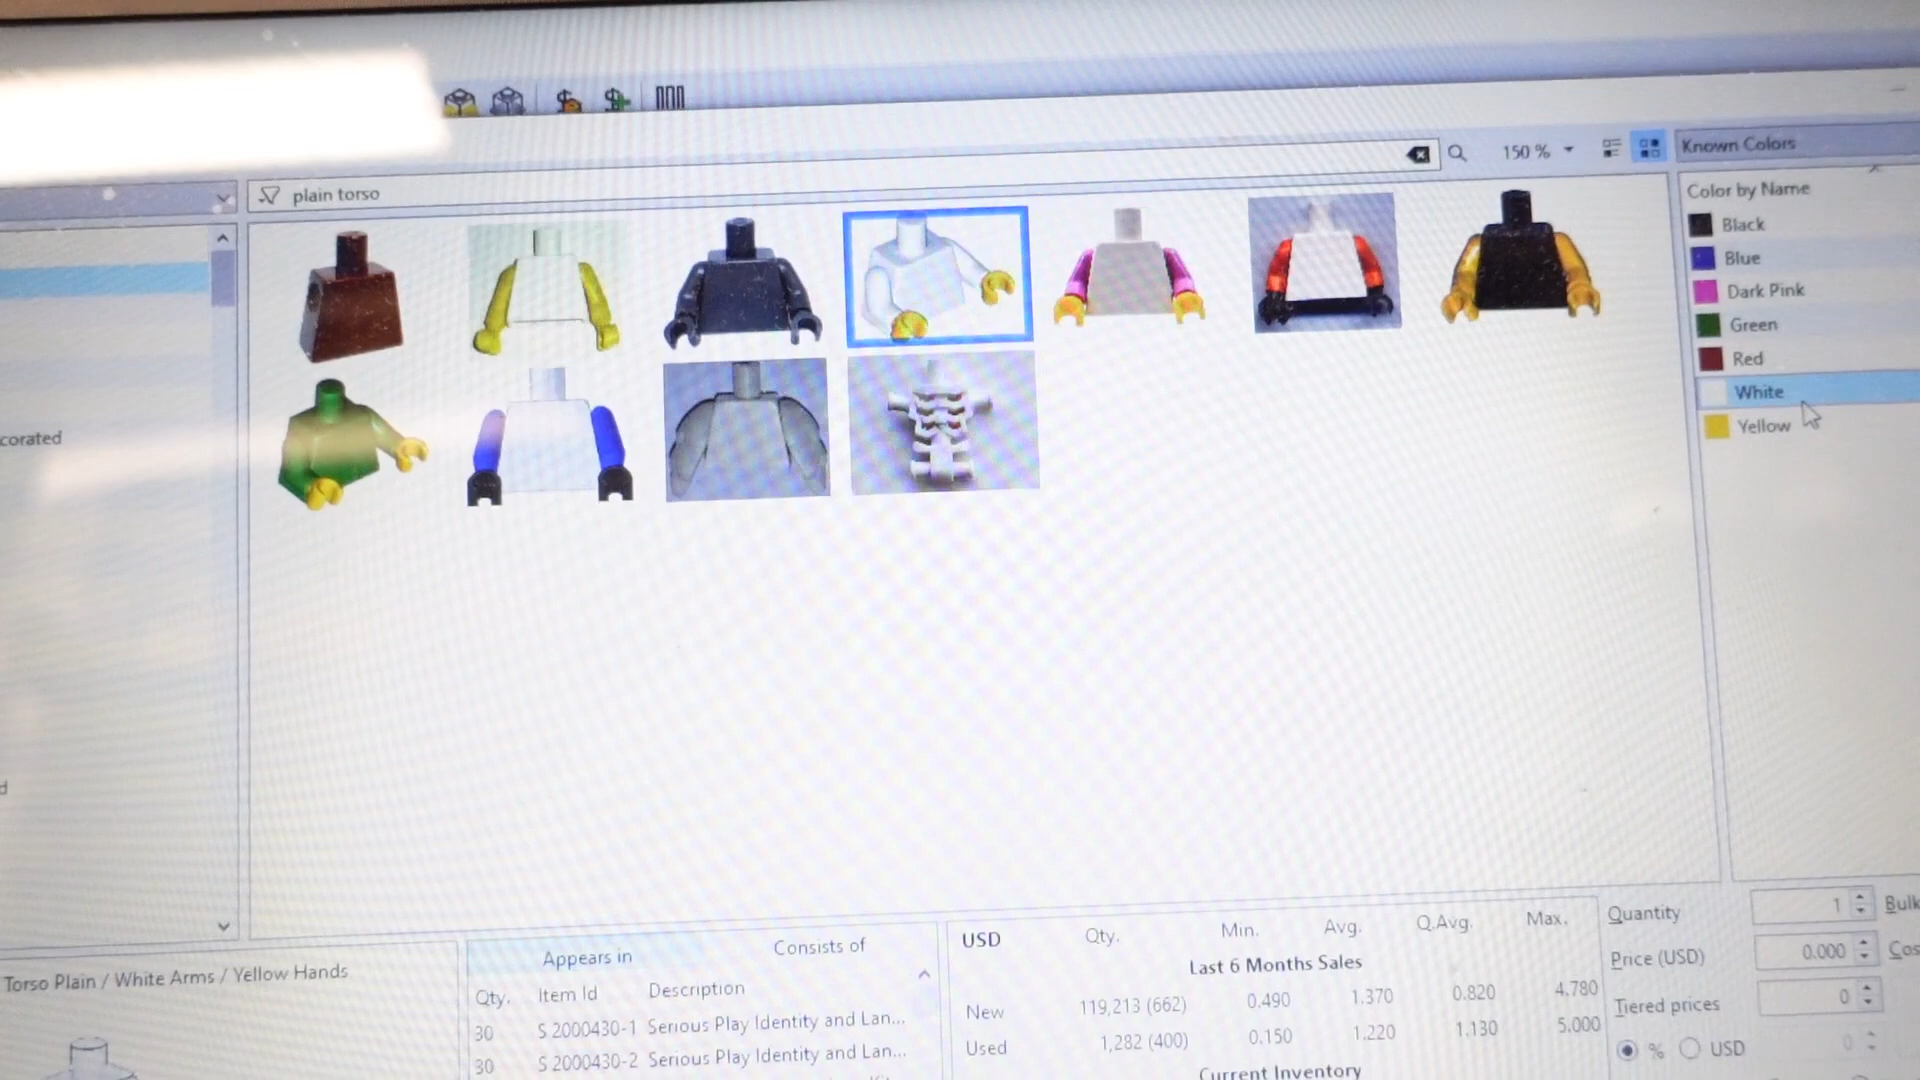 150 %
Known Colors
plain torso
Color by Name
Black
Blue
Dark Pink
Green
Red
White
Yellow
corated
d
Torso Plain / White Arms / Yellow Hands
Appears in
Consists of
Qty. Item Id Description
30 S 2000430-1 Serious Play Identity and Lan...
30 S 2000430-2 Serious Play Identity and Lan...
USD Qty. Min. Avg. Q.Avg. Max.
Last 6 Months Sales
New 119,213 (662) 0.490 1.370 0.820 4.780
Used 1,282 (400) 0.150 1.220 1.130 5.000
Current Inventory
Quantity 1 Bulk
Price (USD) 0.000 Cos
Tiered prices 0
% USD 0